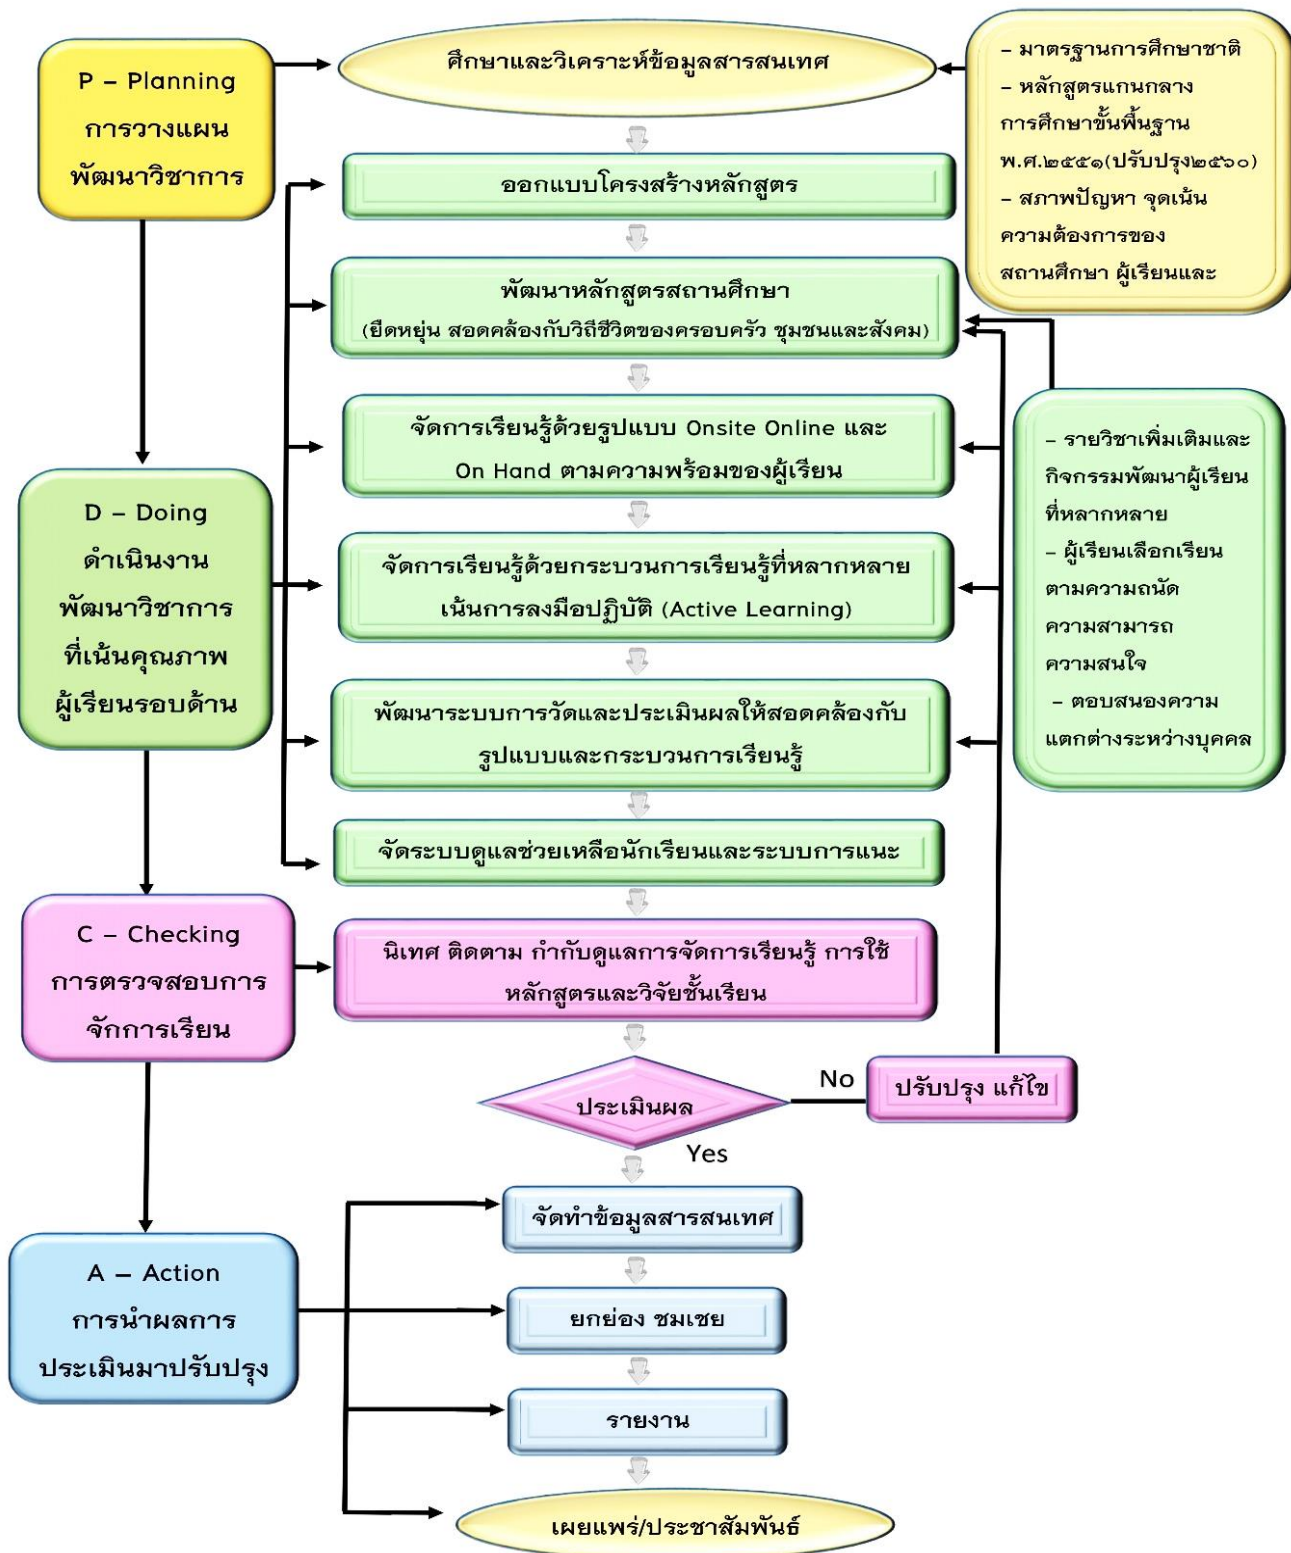 P – Planning
การวางแผน
พัฒนาวิชาการ
ศึกษาและวิเคราะห์ข้อมูลสารสนเทศ
– มาตรฐานการศึกษาชาติ
– หลักสูตรแกนกลาง
การศึกษาขั้นพื้นฐาน
พ.ศ.๒๕๕๑(ปรับปรุง๒๕๖๐)
– สภาพปัญหา จุดเน้น
ความต้องการของ
สถานศึกษา ผู้เรียนและ
ออกแบบโครงสร้างหลักสูตร
พัฒนาหลักสูตรสถานศึกษา
(ยืดหยุ่น สอดคล้องกับวิถีชีวิตของครอบครัว ชุมชนและสังคม)
จัดการเรียนรู้ด้วยรูปแบบ Onsite Online และ
On Hand ตามความพร้อมของผู้เรียน
– รายวิชาเพิ่มเติมและ
กิจกรรมพัฒนาผู้เรียน
ที่หลากหลาย
– ผู้เรียนเลือกเรียน
ตามความถนัด
ความสามารถ
ความสนใจ
– ตอบสนองความ
แตกต่างระหว่างบุคคล
D – Doing
ดำเนินงาน
พัฒนาวิชาการ
ที่เน้นคุณภาพ
ผู้เรียนรอบด้าน
จัดการเรียนรู้ด้วยกระบวนการเรียนรู้ที่หลากหลาย
เน้นการลงมือปฏิบัติ (Active Learning)
พัฒนาระบบการวัดและประเมินผลให้สอดคล้องกับ
รูปแบบและกระบวนการเรียนรู้
จัดระบบดูแลช่วยเหลือนักเรียนและระบบการแนะ
C – Checking
การตรวจสอบการ
จักการเรียน
นิเทศ ติดตาม กำกับดูแลการจัดการเรียนรู้ การใช้
หลักสูตรและวิจัยชั้นเรียน
ประเมินผล
No
ปรับปรุง แก้ไข
Yes
จัดทำข้อมูลสารสนเทศ
A – Action
การนำผลการ
ประเมินมาปรับปรุง
ยกย่อง ชมเชย
รายงาน
เผยแพร่/ประชาสัมพันธ์